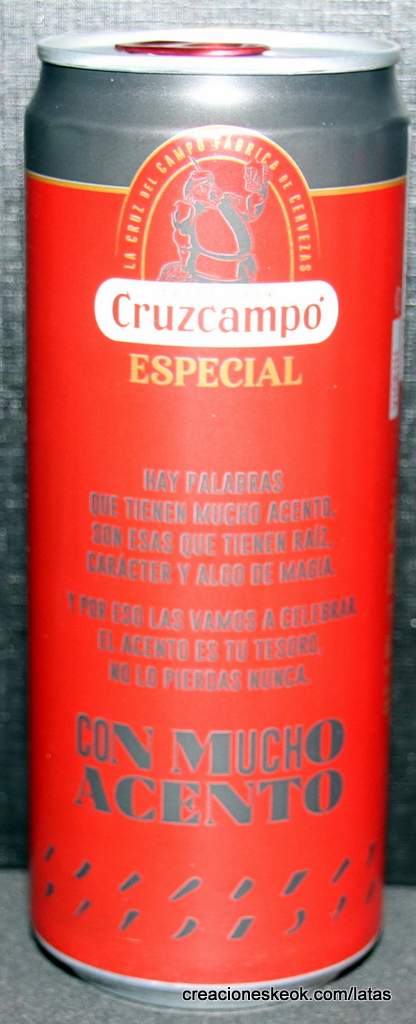 LA CRUZ DEL CAMPO FÁBRICA DE CERVEZAS
Cruzcampo
ESPECIAL
HAY PALABRAS
QUE TIENEN MUCHO ACENTO.
SON ESAS QUE TIENEN RAÍZ,
CARÁCTER Y ALGO DE MAGIA.
Y POR ESO LAS VAMOS A CELEBRAR.
EL ACENTO ES TU TESORO.
NO LO PIERDAS NUNCA.
CON MUCHO
ACENTO
creacioneskeok.com/latas